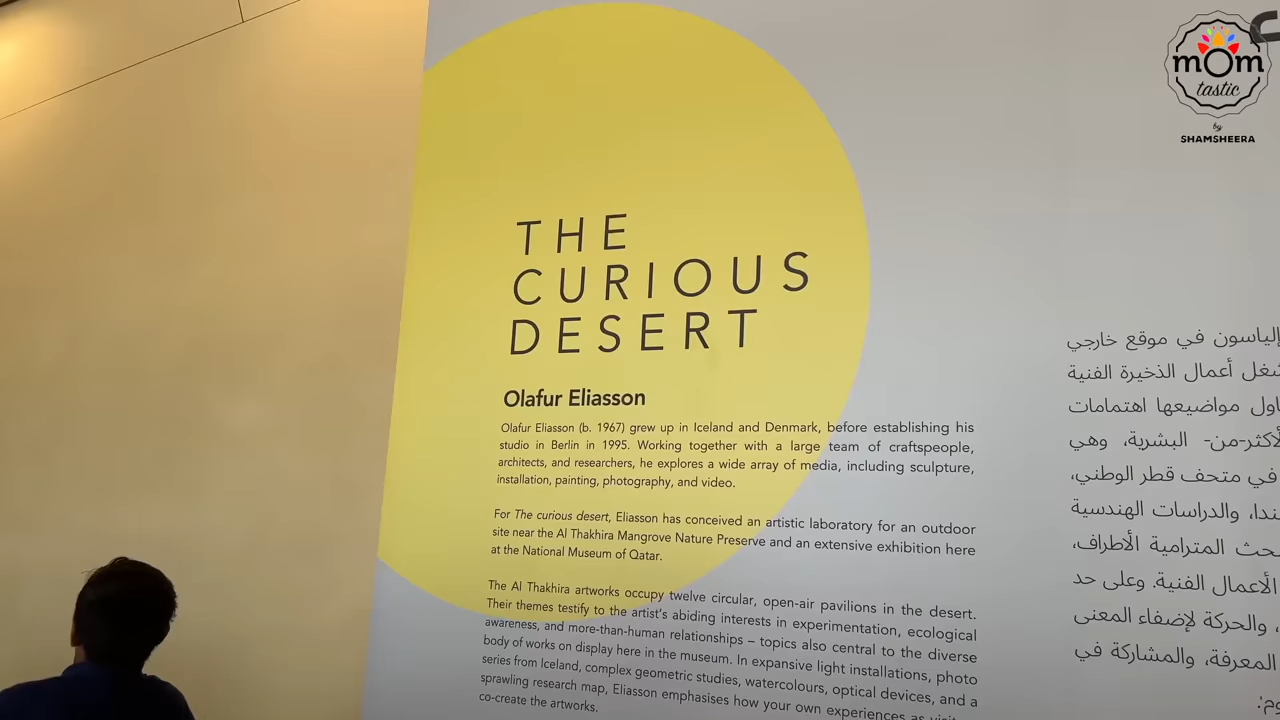 THE
CURIOUS
DESERT
Olafur Eliasson
Olafur Eliasson (b. 1967) grew up in Iceland and Denmark, before establishing his
studio in Berlin in 1995. Working together with a large team of craftspeople,
architects, and researchers, he explores a wide array of media, including sculpture,
installation, painting, photography, and video.
For The curious desert, Eliasson has conceived an artistic laboratory for an outdoor
site near the Al Thakhira Mangrove Nature Preserve and an extensive exhibition here
at the National Museum of Qatar.
The Al Thakhira artworks occupy twelve circular, open-air pavilions in the desert.
Their themes testify to the artist's abiding interests in experimentation, ecological
awareness, and more-than-human relationships – topics also central to the diverse
body of works on display here in the museum. In expansive light installations, photo
series from Iceland, complex geometric studies, watercolours, optical devices, and a
sprawling research map, Eliasson emphasises how your own experiences as
co-create the artworks.
إلياسون في موقع خارجي
أعمال الذخيرة الفنية
مواضيعها اهتمامات
البشرية، وهي
في متحف قطر الوطني،
والدراسات الهندسية
المترامية الأطراف،
الأعمال الفنية. وعلى حد
والحركة لإضفاء المعنى
المعرفة، والمشاركة في
mOm
tastic
by
SHAMSHEERA